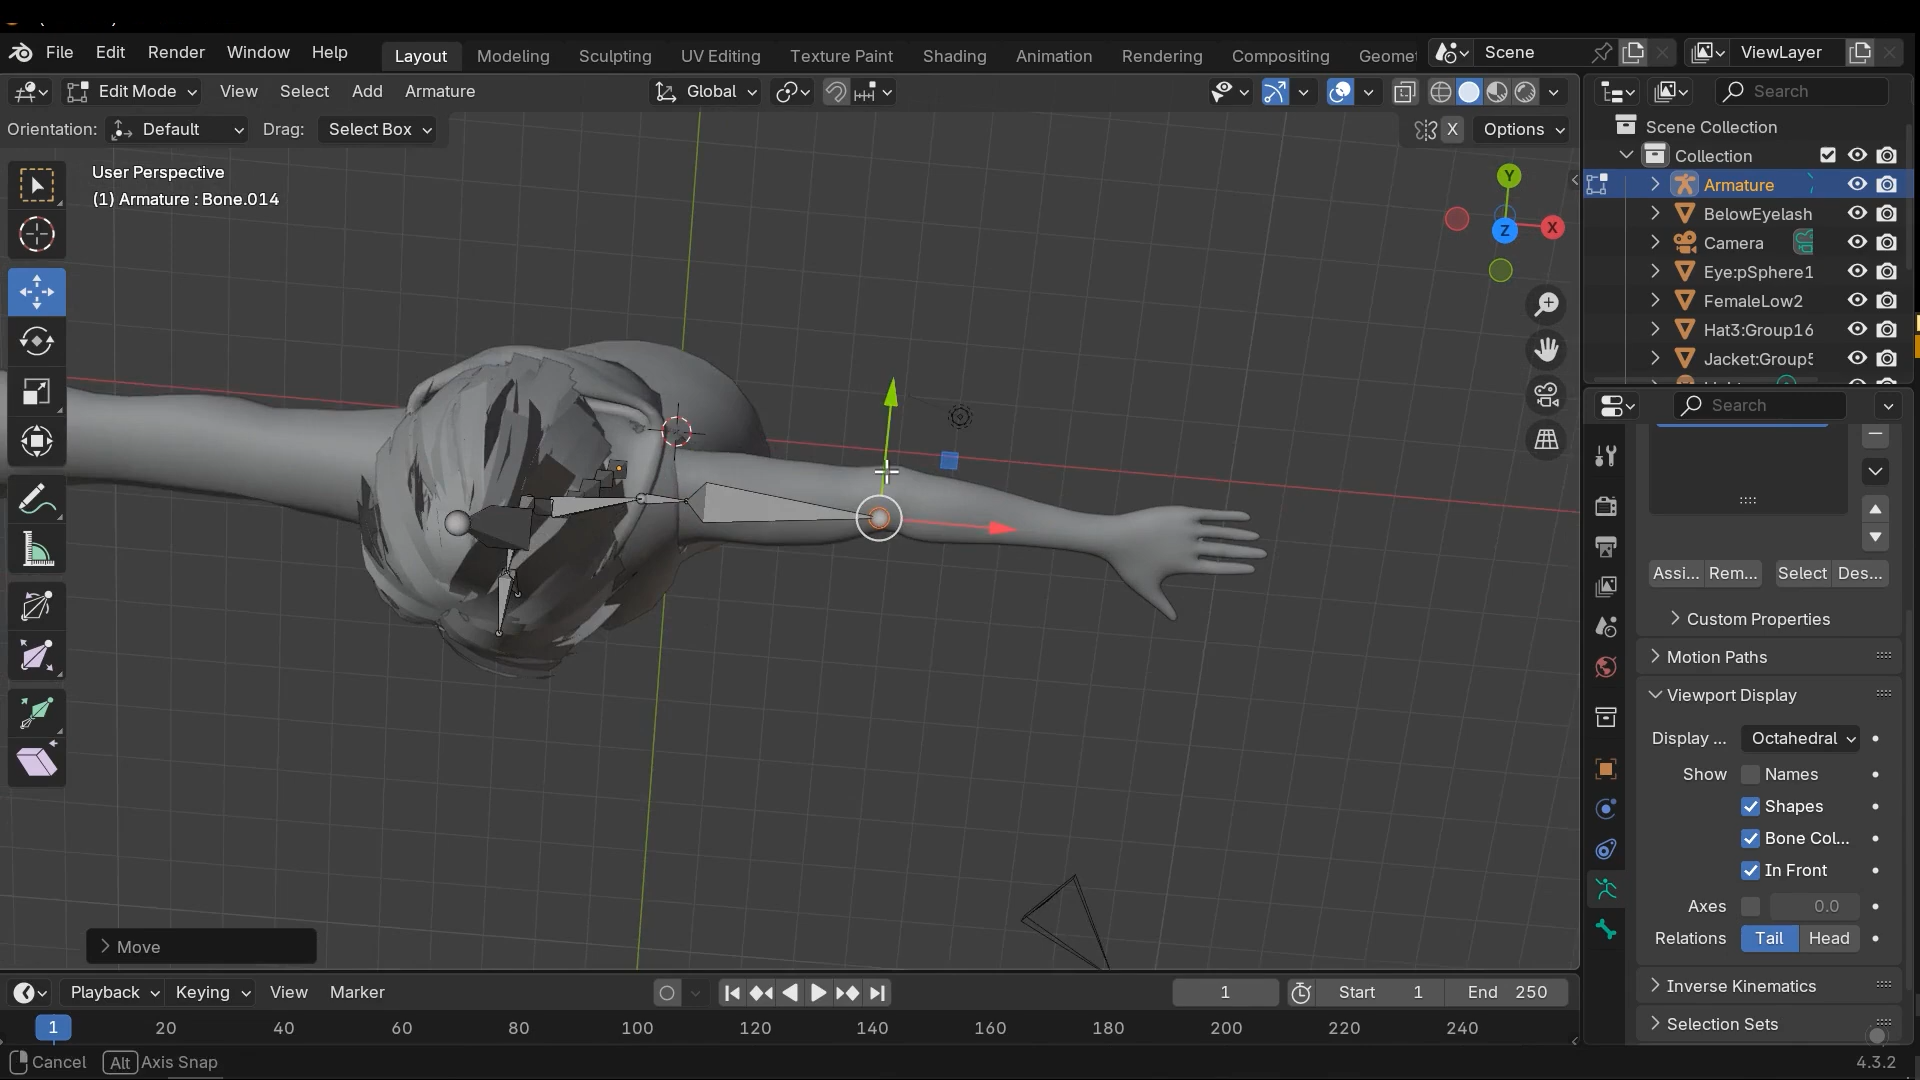 File Edit Render Window Help Layout Modeling Sculpting UV Editing Texture Paint Shading Animation Rendering Compositing Geomet Scene ViewLayer
Edit Mode View Select Add Armature Global Search
Orientation: Default Drag: Select Box X Options
User Perspective
(1) Armature : Bone.014
Y
X
Z
Scene Collection
Collection
Armature
BelowEyelash
Camera
Eye:pSphere1
FemaleLow2
Hat3:Group16
Jacket:Group5
Search
Assi... Rem... Select Des...
Custom Properties
Motion Paths
Viewport Display
Display ... Octahedral
Show Names
Shapes
Bone Col...
In Front
Axes 0.0
Relations Tail Head
Inverse Kinematics
Selection Sets
Move
Playback Keying View Marker 1 Start 1 End 250
1 20 40 60 80 100 120 140 160 180 200 220 240
Cancel Alt Axis Snap 4.3.2